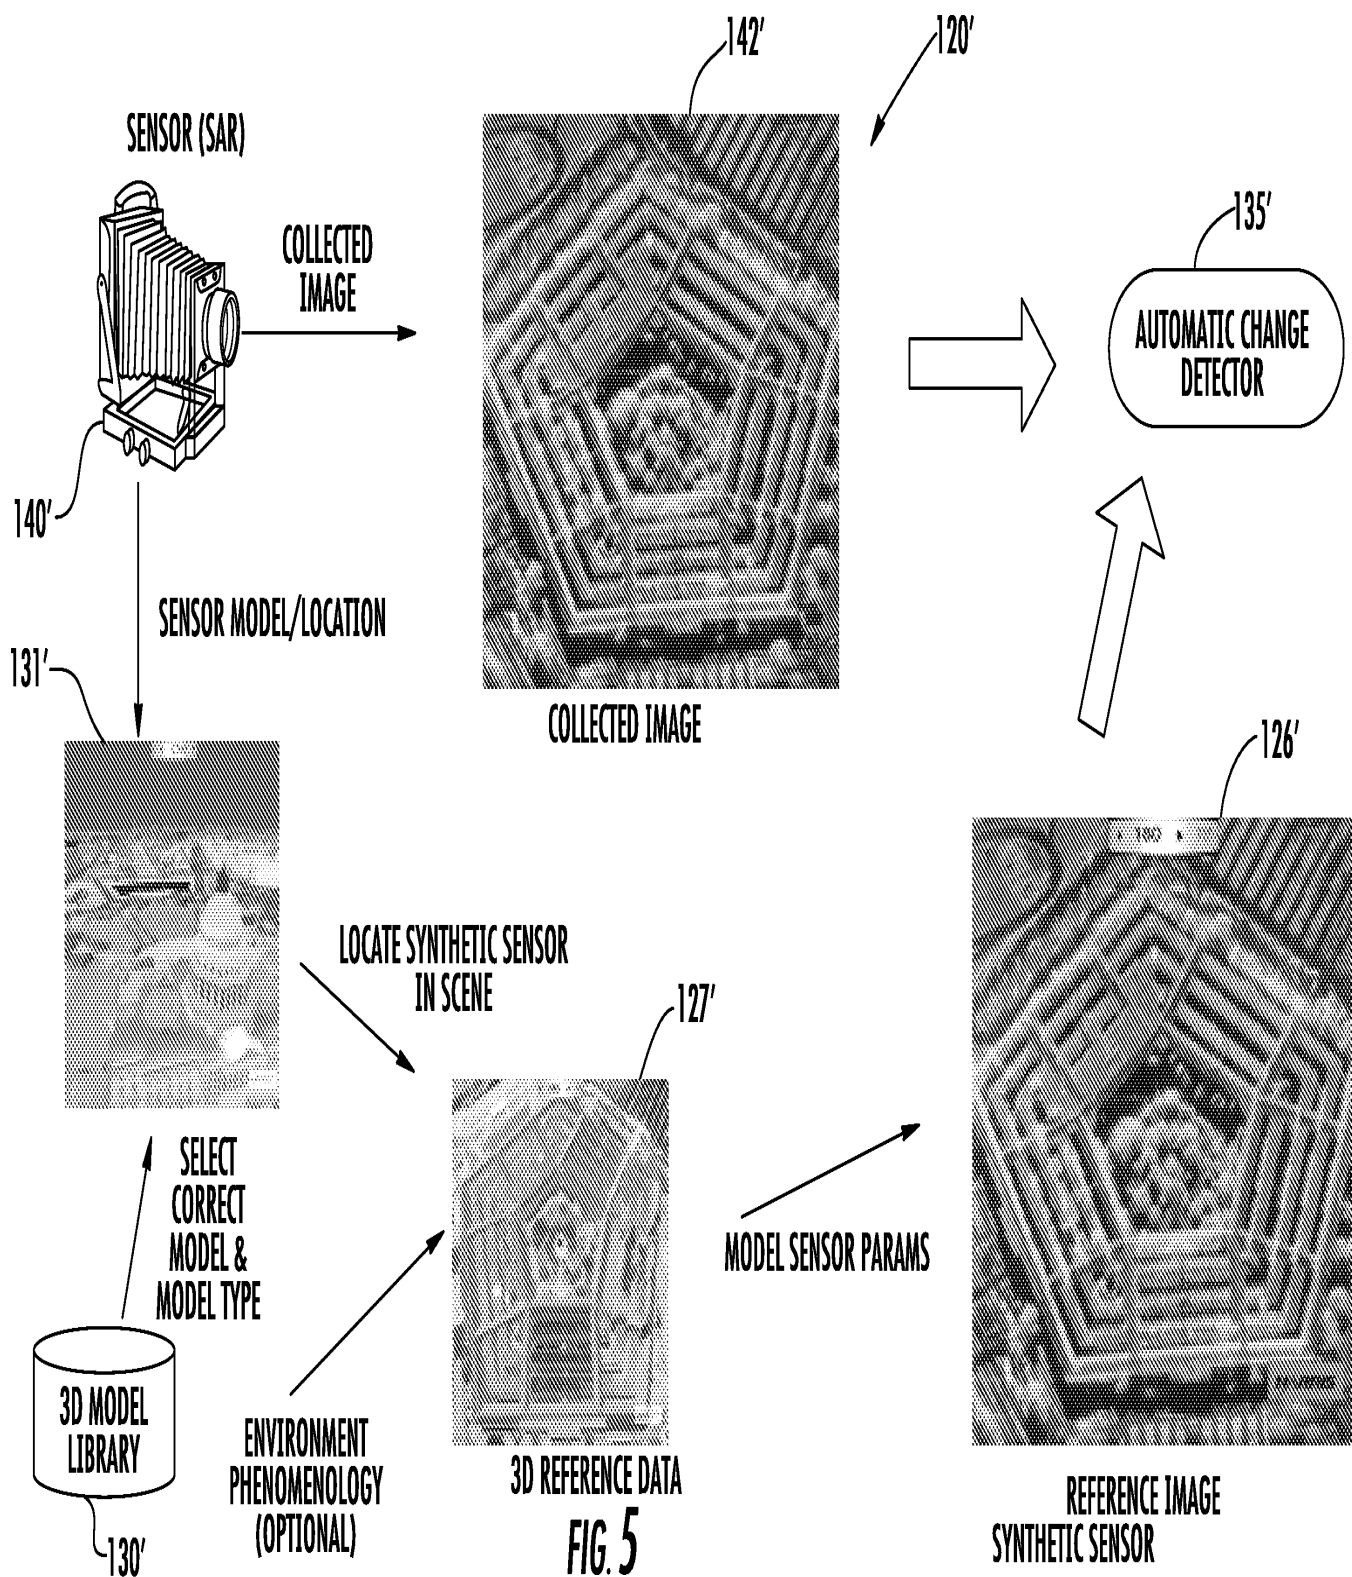 142'
120'
SENSOR (SAR)
135'
COLLECTED
IMAGE
AUTOMATIC CHANGE
DETECTOR
140'
SENSOR MODEL/LOCATION
131'
COLLECTED IMAGE
126'
LOCATE SYNTHETIC SENSOR
IN SCENE
127'
SELECT
CORRECT
MODEL &
MODEL TYPE
MODEL SENSOR PARAMS
3D MODEL
LIBRARY
ENVIRONMENT
PHENOMENOLOGY
(OPTIONAL)
3D REFERENCE DATA
REFERENCE IMAGE
SYNTHETIC SENSOR
130'
FIG. 5